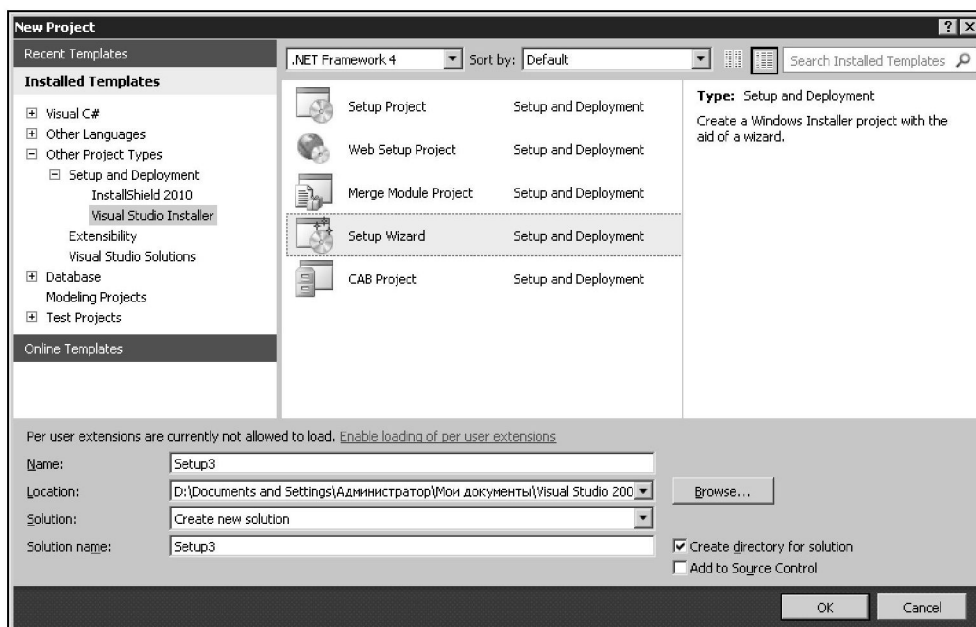 New Project
Recent Templates
.NET Framework 4 Sort by: Default Search Installed Templates
Installed Templates
Visual C#
Other Languages
Other Project Types
Setup and Deployment
InstallShield 2010
Visual Studio Installer
Extensibility
Visual Studio Solutions
Database
Modeling Projects
Test Projects
Online Templates
Setup Project Setup and Deployment
Web Setup Project Setup and Deployment
Merge Module Project Setup and Deployment
Setup Wizard Setup and Deployment
CAB Project Setup and Deployment
Type: Setup and Deployment
Create a Windows Installer project with the
aid of a wizard.
Per user extensions are currently not allowed to load. Enable loading of per user extensions
Name: Setup3
Location: D:\Documents and Settings\Администратор\Мои документы\Visual Studio 200 Browse...
Solution: Create new solution
Solution name: Setup3
Create directory for solution
Add to Source Control
OK Cancel